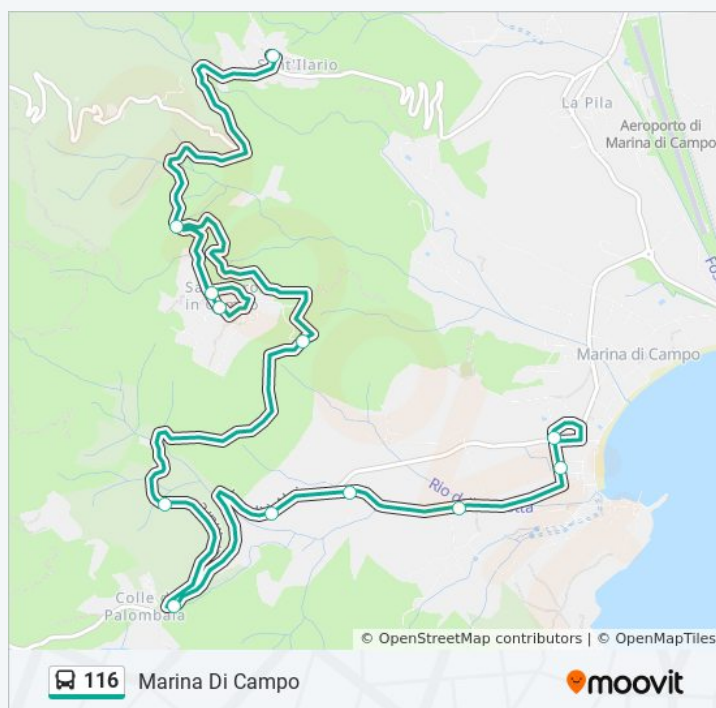 Sant'Ilario
La Pila
Aeroporto di
Marina di Campo
in
Marina di Campo
Rio
Colle
Palombaia
© OpenStreetMap contributors | © OpenMapTiles
116 Marina Di Campo
moovit